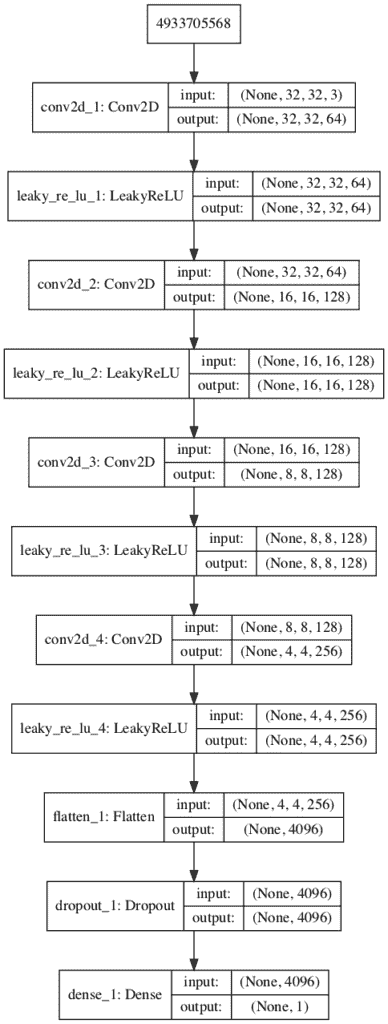 4933705568
conv2d_1: Conv2D
input: (None, 32, 32, 3)
output: (None, 32, 32, 64)
leaky_re_lu_1: LeakyReLU
input: (None, 32, 32, 64)
output: (None, 32, 32, 64)
conv2d_2: Conv2D
input: (None, 32, 32, 64)
output: (None, 16, 16, 128)
leaky_re_lu_2: LeakyReLU
input: (None, 16, 16, 128)
output: (None, 16, 16, 128)
conv2d_3: Conv2D
input: (None, 16, 16, 128)
output: (None, 8, 8, 128)
leaky_re_lu_3: LeakyReLU
input: (None, 8, 8, 128)
output: (None, 8, 8, 128)
conv2d_4: Conv2D
input: (None, 8, 8, 128)
output: (None, 4, 4, 256)
leaky_re_lu_4: LeakyReLU
input: (None, 4, 4, 256)
output: (None, 4, 4, 256)
flatten_1: Flatten
input: (None, 4, 4, 256)
output: (None, 4096)
dropout_1: Dropout
input: (None, 4096)
output: (None, 4096)
dense_1: Dense
input: (None, 4096)
output: (None, 1)